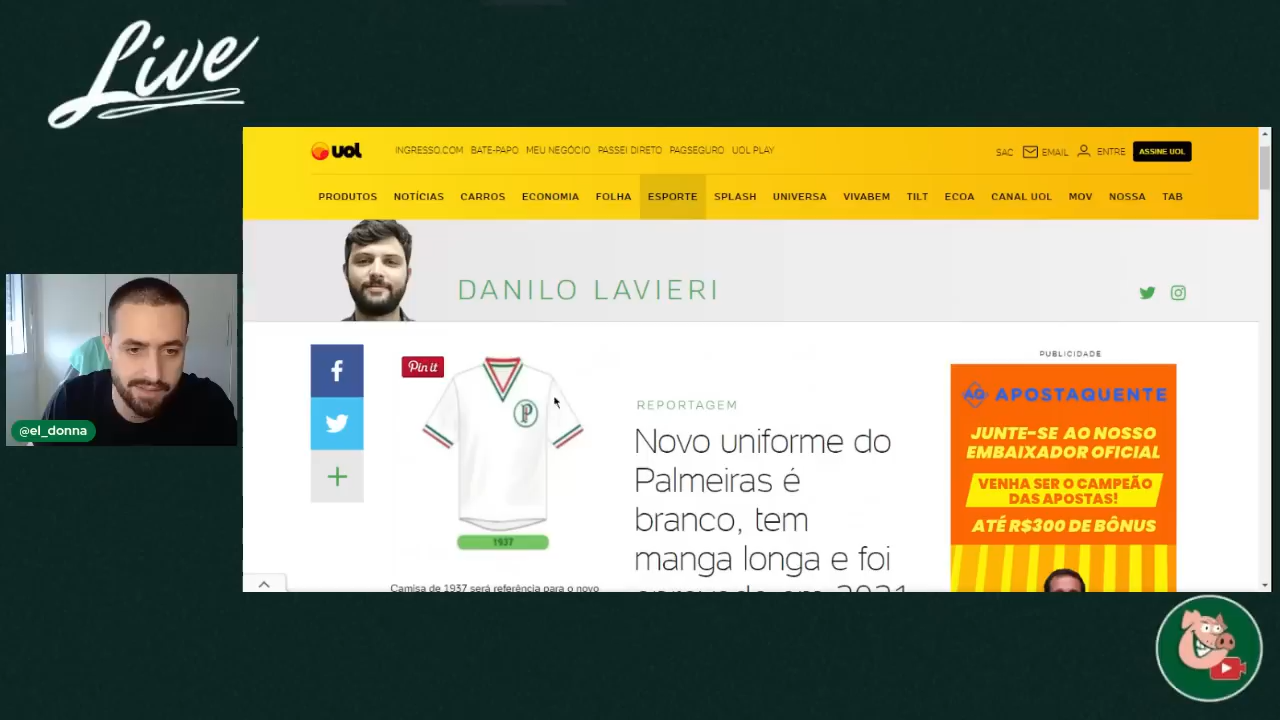 Live
UOL
INGRESSO.COM BATE-PAPO MEU NEGÓCIO PASSEI DIRETO PAGSEGURO UOL PLAY
SAC EMAIL ENTRE ASSINE UOL
PRODUTOS NOTÍCIAS CARROS ECONOMIA FOLHA ESPORTE SPLASH UNIVERSA VIVABEM TILT ECOA CANAL UOL MOV NOSSA TAB
DANILO LAVIERI
@el_donna
Pin it
P
1937
Camisa de 1937 será referência para o novo
REPORTAGEM
Novo uniforme do
Palmeiras é
branco, tem
manga longa e foi
PUBLICIDADE
AQ APOSTAQUENTE
JUNTE-SE AO NOSSO
EMBAIXADOR OFICIAL
VENHA SER O CAMPEÃO
DAS APOSTAS!
ATÉ R$300 DE BÔNUS